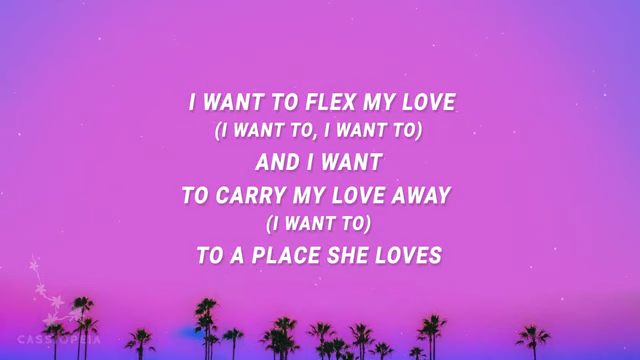 I WANT TO FLEX MY LOVE
(I WANT TO, I WANT TO)
AND I WANT
TO CARRY MY LOVE AWAY
(I WANT TO)
TO A PLACE SHE LOVES
CASSIOPEIA